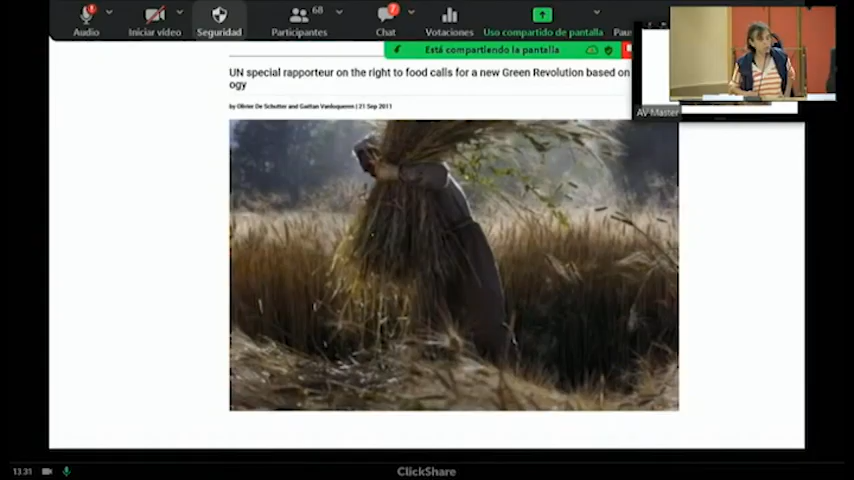 68
7
Audio
Iniciar vídeo
Seguridad
Participantes
Chat
Votaciones
Uso compartido de pantalla
Paus
Está compartiendo la pantalla
UN special rapporteur on the right to food calls for a new Green Revolution based on
ogy
by Olivier De Schutter and Gaëtan Vanloqueren | 21 Sep 2011
AV-Master
13:31
ClickShare